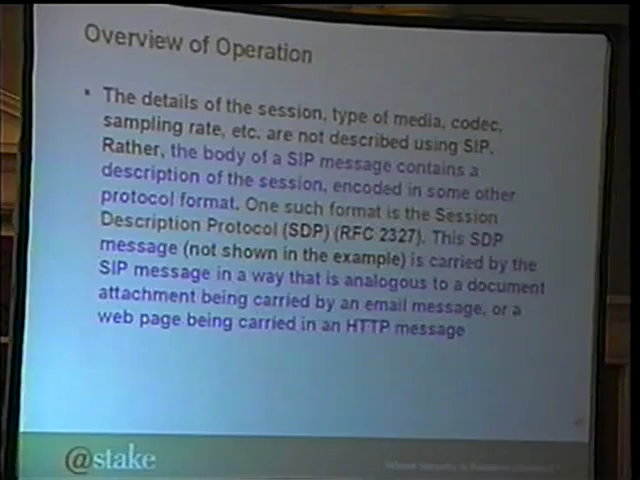 Overview of Operation
• The details of the session, type of media, codec,
sampling rate, etc. are not described using SIP.
Rather, the body of a SIP message contains a
description of the session, encoded in some other
protocol format. One such format is the Session
Description Protocol (SDP) (RFC 2327). This SDP
message (not shown in the example) is carried by the
SIP message in a way that is analogous to a document
attachment being carried by an email message, or a
web page being carried in an HTTP message
@stake